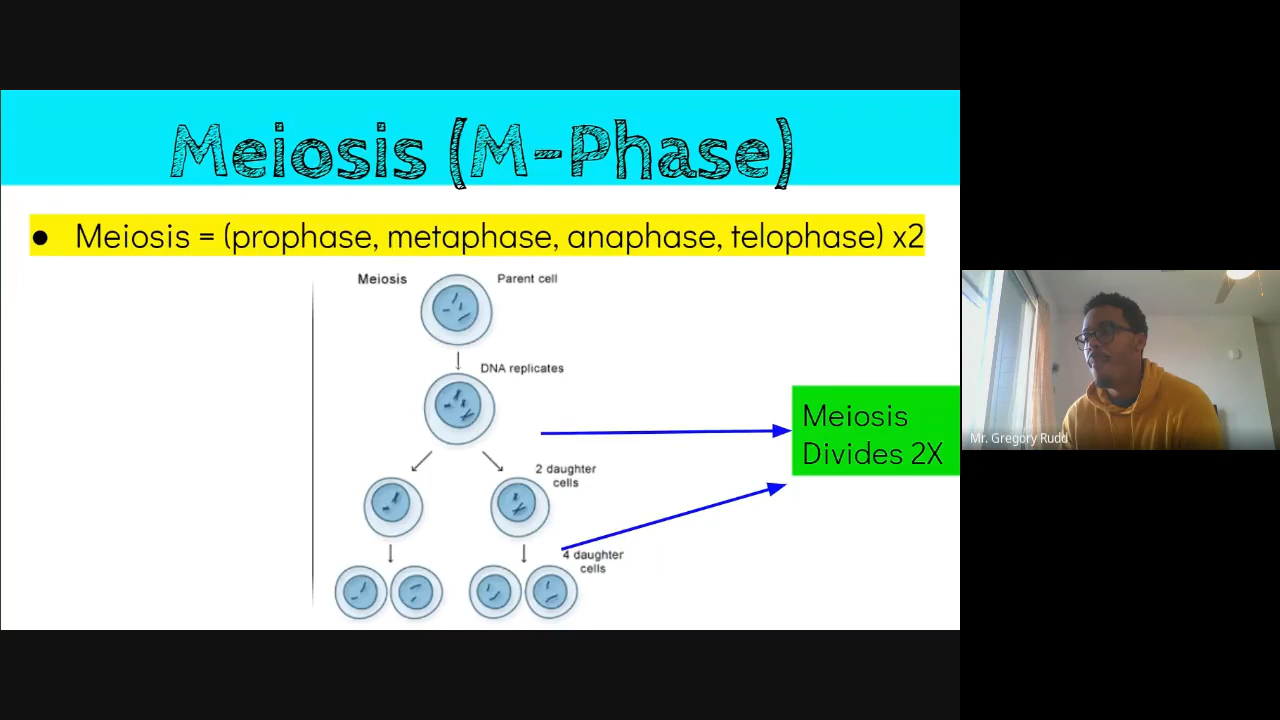 Meiosis (M-Phase)
● Meiosis = (prophase, metaphase, anaphase, telophase) x2
Meiosis
Parent cell
DNA replicates
Meiosis
Divides 2X
2 daughter
cells
4 daughter
cells
Mr. Gregory Rudd